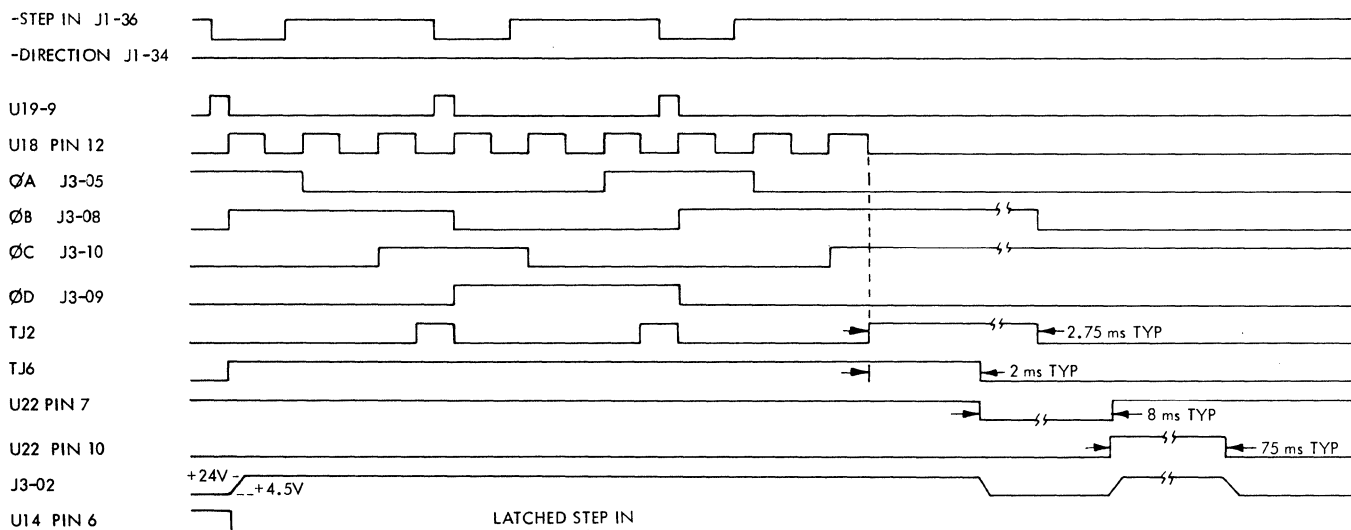 -STEP IN J1-36
-DIRECTION J1-34
U19-9
U18 PIN 12
ØA J3-05
ØB J3-08
ØC J3-10
ØD J3-09
TJ2 2.75 ms TYP
TJ6 2 ms TYP
U22 PIN 7 8 ms TYP
U22 PIN 10 75 ms TYP
+24V
J3-02 +4.5V
U14 PIN 6 LATCHED STEP IN